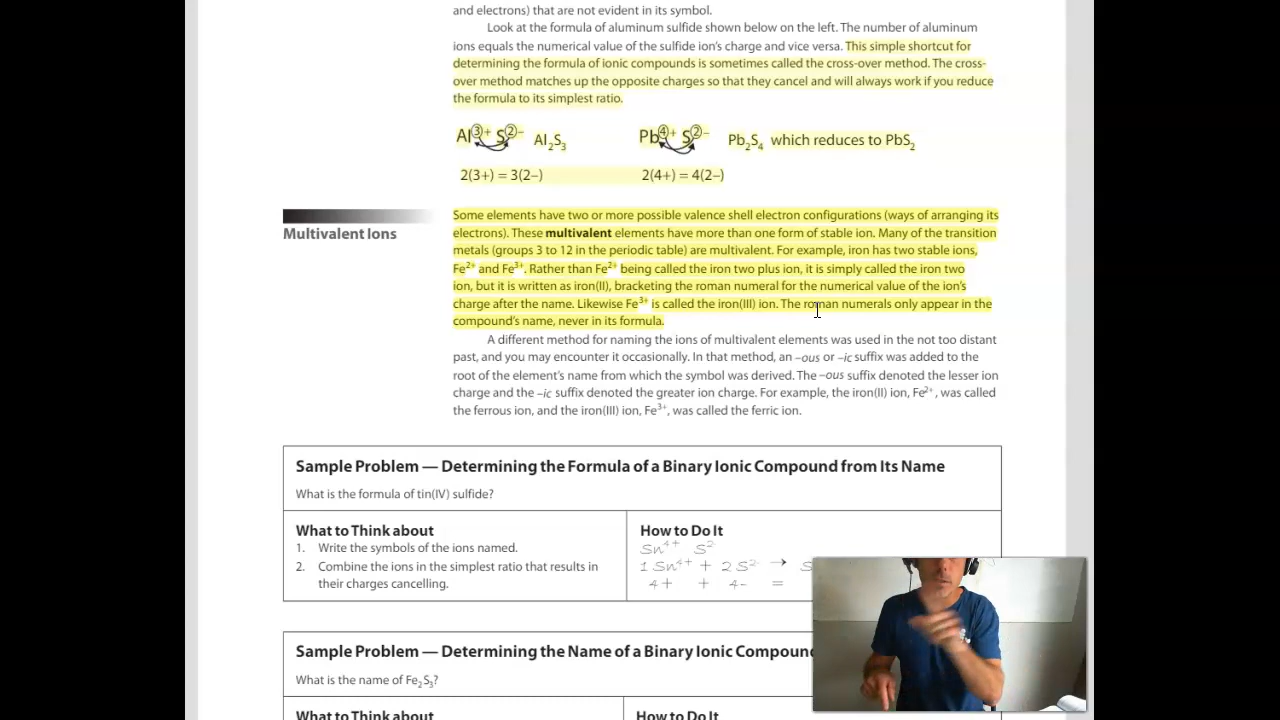 and electrons) that are not evident in its symbol.
Look at the formula of aluminum sulfide shown below on the left. The number of aluminum
ions equals the numerical value of the sulfide ion's charge and vice versa. This simple shortcut for
determining the formula of ionic compounds is sometimes called the cross-over method. The cross-
over method matches up the opposite charges so that they cancel and will always work if you reduce
the formula to its simplest ratio.
Al³⁺ S²⁻ Al₂S₃ Pb⁴⁺ S²⁻ Pb₂S₄ which reduces to PbS₂
2(3+) = 3(2–) 2(4+) = 4(2–)
Multivalent Ions
Some elements have two or more possible valence shell electron configurations (ways of arranging its
electrons). These multivalent elements have more than one form of stable ion. Many of the transition
metals (groups 3 to 12 in the periodic table) are multivalent. For example, iron has two stable ions,
Fe²⁺ and Fe³⁺. Rather than Fe²⁺ being called the iron two plus ion, it is simply called the iron two
ion, but it is written as iron(II), bracketing the roman numeral for the numerical value of the ion's
charge after the name. Likewise Fe³⁺ is called the iron(III) ion. The roman numerals only appear in the
compound's name, never in its formula.
A different method for naming the ions of multivalent elements was used in the not too distant
past, and you may encounter it occasionally. In that method, an –ous or –ic suffix was added to the
root of the element's name from which the symbol was derived. The –ous suffix denoted the lesser ion
charge and the –ic suffix denoted the greater ion charge. For example, the iron(II) ion, Fe²⁺, was called
the ferrous ion, and the iron(III) ion, Fe³⁺, was called the ferric ion.
Sample Problem — Determining the Formula of a Binary Ionic Compound from Its Name
What is the formula of tin(IV) sulfide?
What to Think about
1. Write the symbols of the ions named.
2. Combine the ions in the simplest ratio that results in
their charges cancelling.
How to Do It
Sn⁴⁺ S²⁻
1 Sn⁴⁺ + 2 S²⁻ → S
4+ + 4– =
Sample Problem — Determining the Name of a Binary Ionic Compound
What is the name of Fe₂S₃?
What to Think about
How to Do It